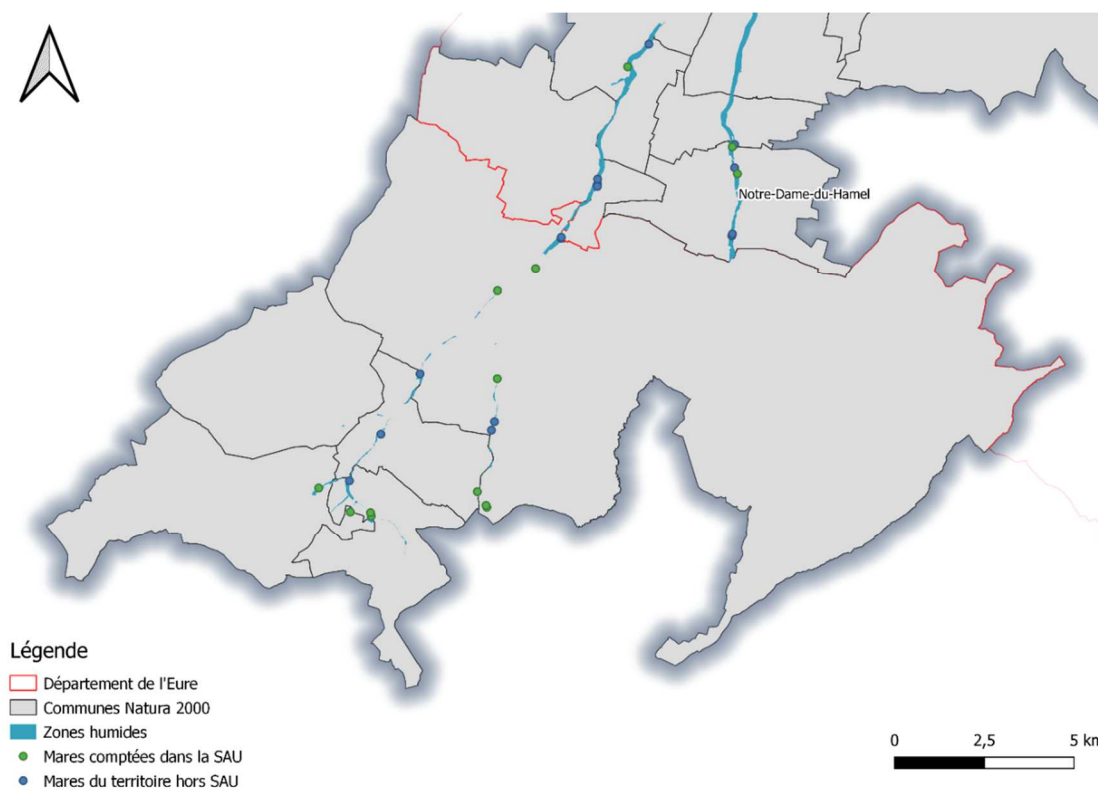 Notre-Dame-du-Hamel
Légende
Département de l'Eure
Communes Natura 2000
Zones humides
Mares comptées dans la SAU
Mares du territoire hors SAU
0 2,5 5 km